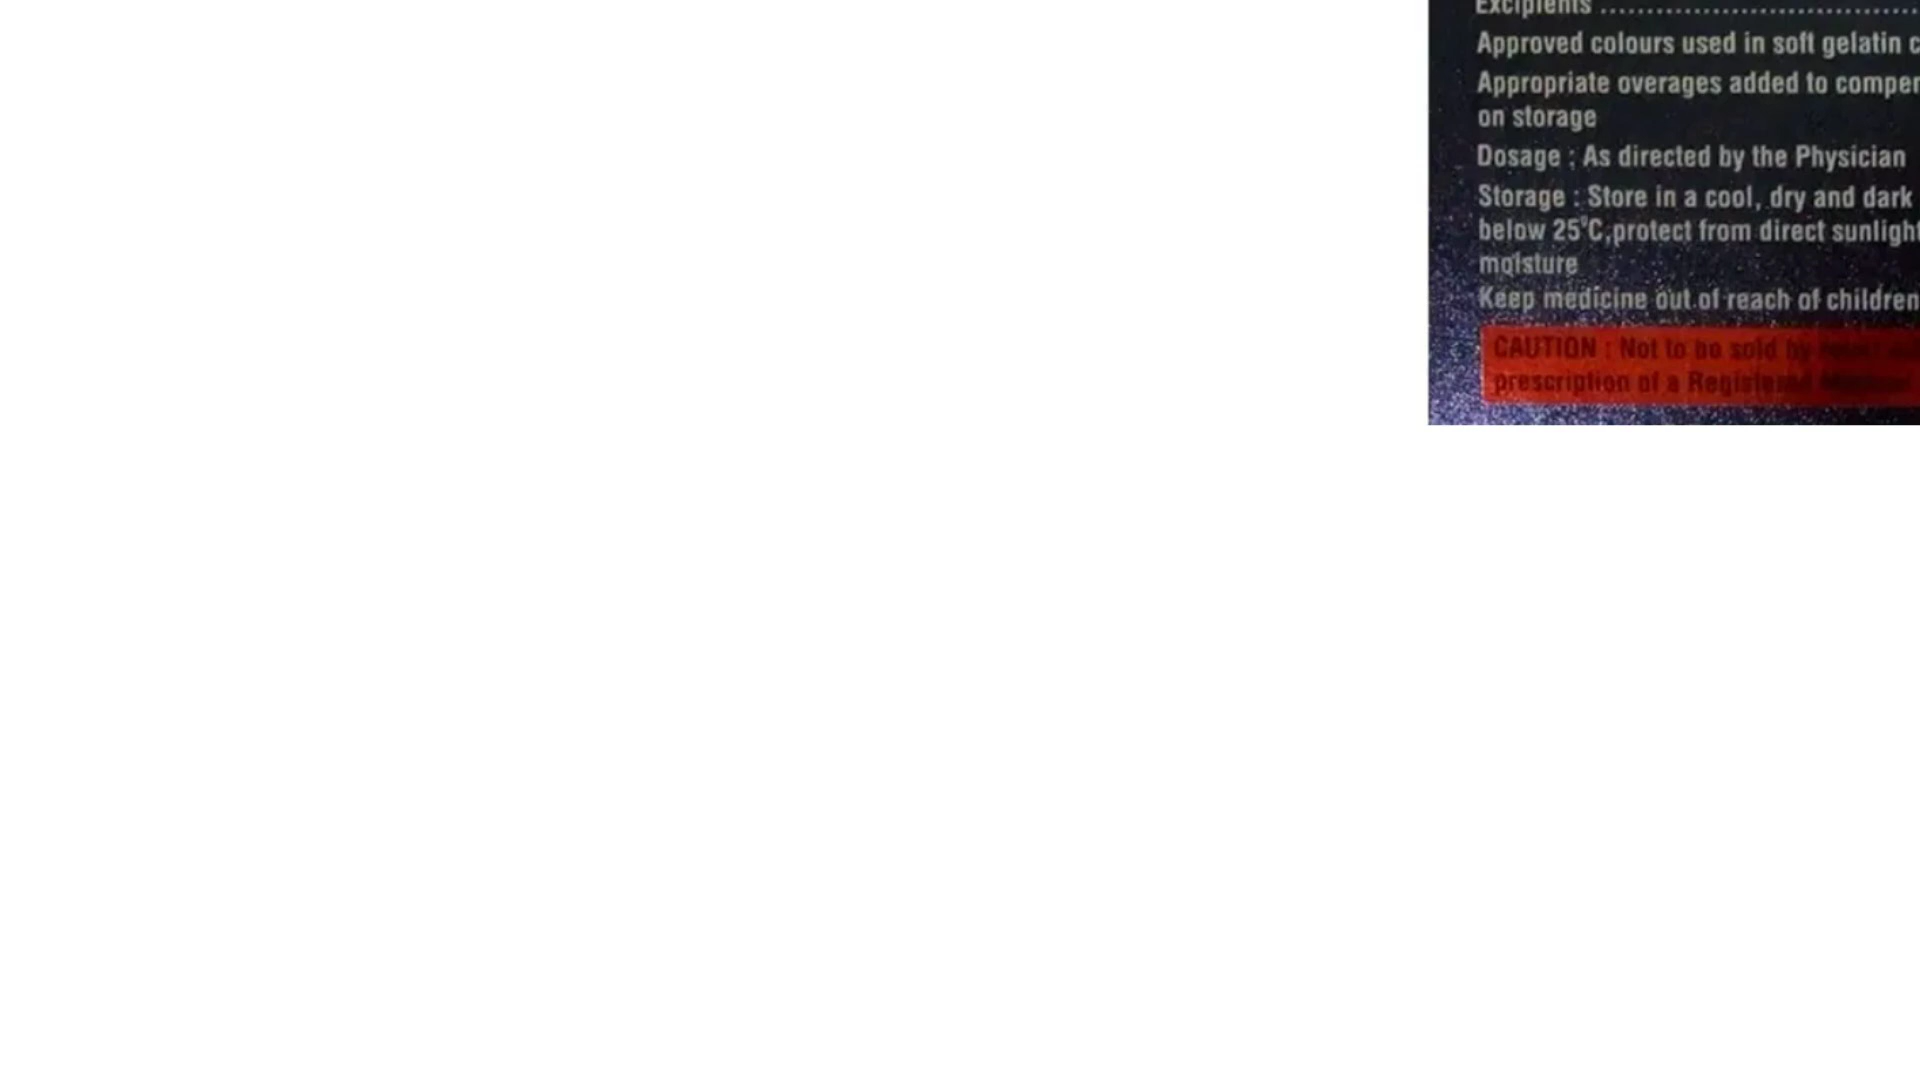 Excipients ..................................
Approved colours used in soft gelatin c
Appropriate overages added to compen
on storage
Dosage : As directed by the Physician
Storage : Store in a cool, dry and dark
below 25°C,protect from direct sunlight
moisture
Keep medicine out of reach of children
CAUTION : Not to be sold by
prescription of a Registered